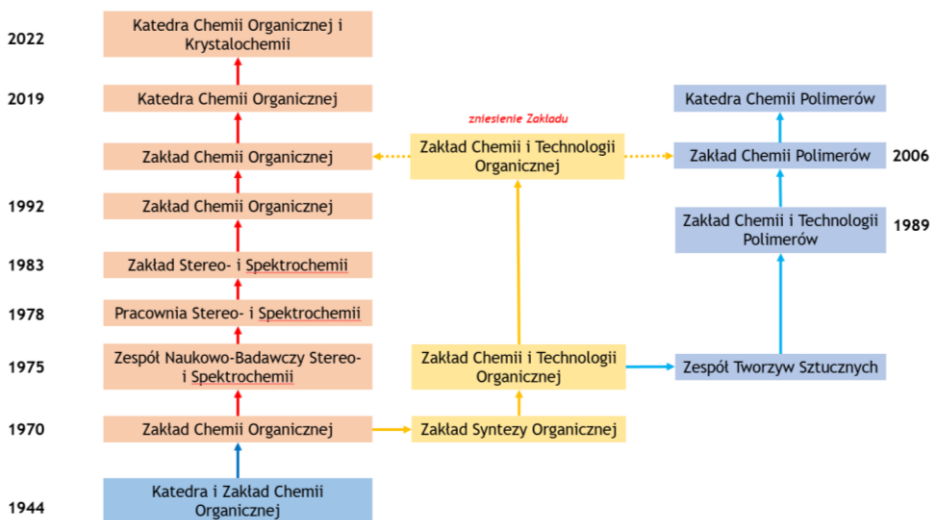 2022
Katedra Chemii Organicznej i
Krystalochemii
2019
Katedra Chemii Organicznej
Katedra Chemii Polimerów
zniesienie Zakładu
Zakład Chemii Organicznej
Zakład Chemii i Technologii
Organicznej
Zakład Chemii Polimerów
2006
1992
Zakład Chemii Organicznej
Zakład Chemii i Technologii
Polimerów
1989
1983
Zakład Stereo- i Spektrochemii
1978
Pracownia Stereo- i Spektrochemii
1975
Zespół Naukowo-Badawczy Stereo-
i Spektrochemii
Zakład Chemii i Technologii
Organicznej
Zespół Tworzyw Sztucznych
1970
Zakład Chemii Organicznej
Zakład Syntezy Organicznej
1944
Katedra i Zakład Chemii
Organicznej